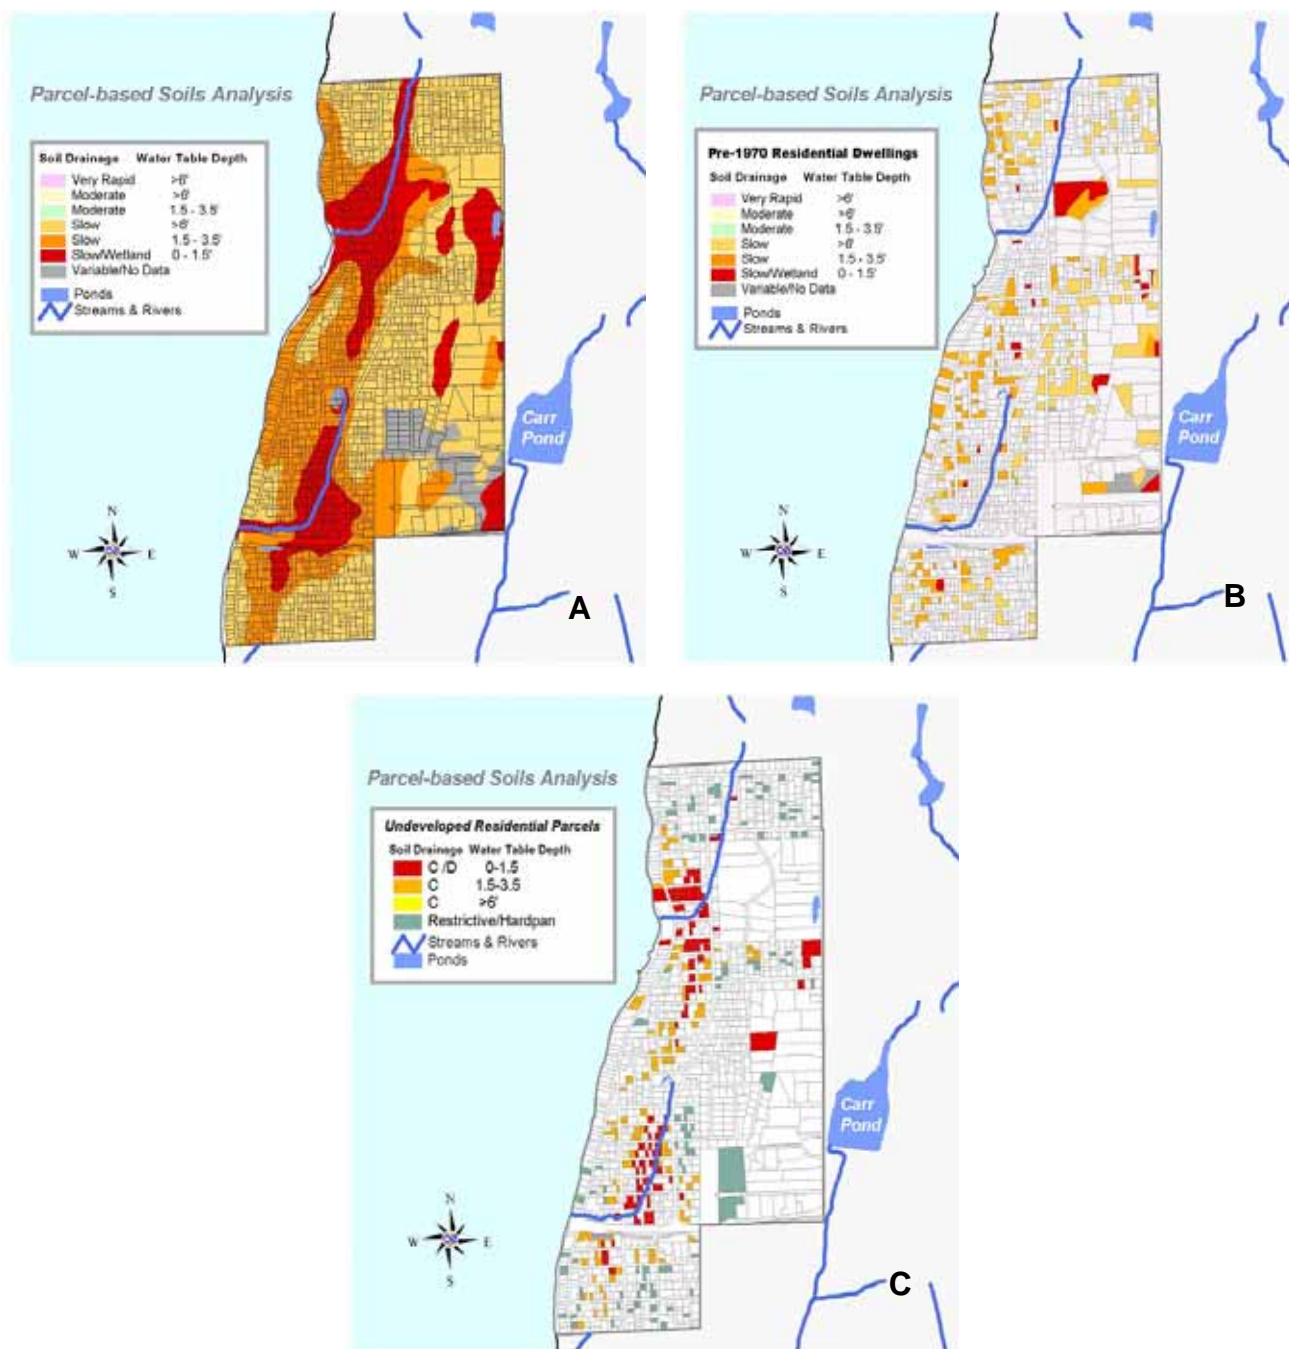 Parcel-based Soils Analysis
Soil Drainage Water Table Depth
Very Rapid >6'
Moderate >6'
Moderate 1.5 - 3.5'
Slow >6'
Slow 1.5 - 3.5'
Slow/Wetland 0 - 1.5'
Variable/No Data
Ponds
Streams & Rivers
Carr
Pond
N
W E
S
A
Parcel-based Soils Analysis
Pre-1970 Residential Dwellings
Soil Drainage Water Table Depth
Very Rapid >6'
Moderate >6'
Moderate 1.5 - 3.5'
Slow >6'
Slow 1.5 - 3.5'
Slow/Wetland 0 - 1.5'
Variable/No Data
Ponds
Streams & Rivers
Carr
Pond
N
W E
S
B
Parcel-based Soils Analysis
Undeveloped Residential Parcels
Soil Drainage Water Table Depth
C /D 0-1.5
C 1.5-3.5
C >6'
Restrictive/Hardpan
Streams & Rivers
Ponds
Carr
Pond
N
W E
S
C